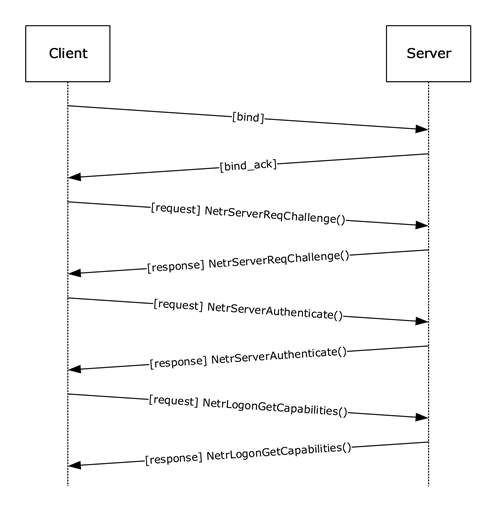 Client
Server
[bind]
[bind_ack]
[request] NetrServerReqChallenge()
[response] NetrServerReqChallenge()
[request] NetrServerAuthenticate()
[response] NetrServerAuthenticate()
[request] NetrLogonGetCapabilities()
[response] NetrLogonGetCapabilities()